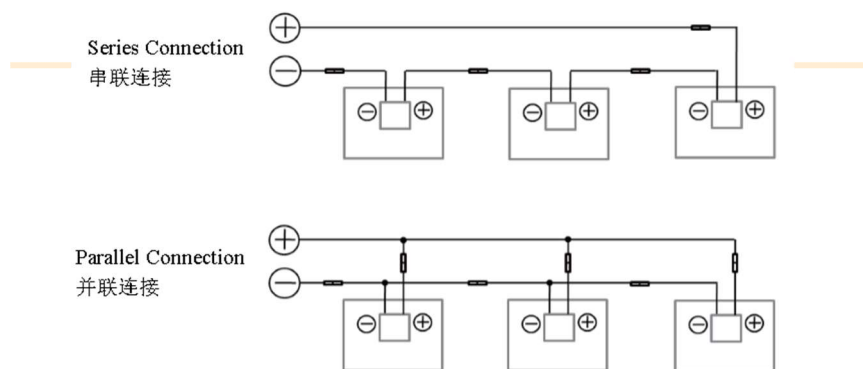 Series Connection
串联连接
Parallel Connection
并联连接